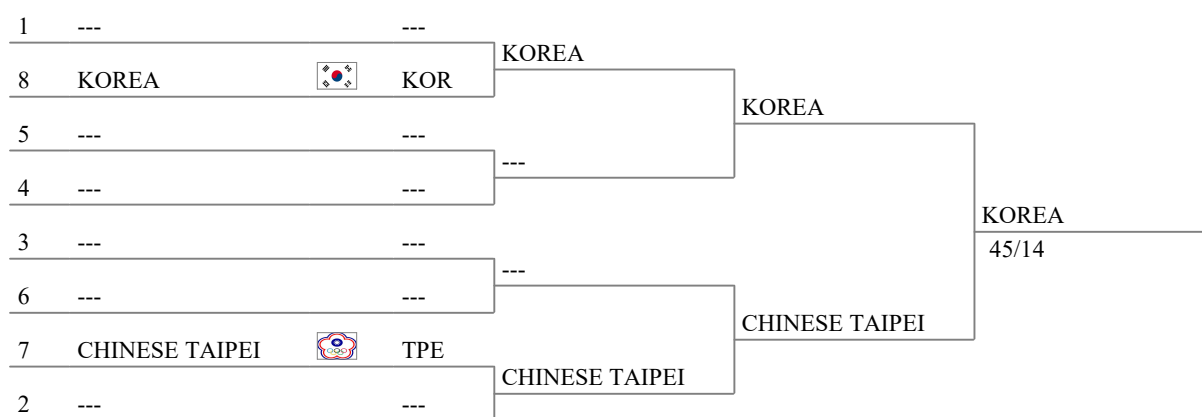 1 --- ---
KOREA
8 KOREA KOR
KOREA
5 --- ---
---
4 --- ---
KOREA
45/14
3 --- ---
---
6 --- ---
CHINESE TAIPEI
7 CHINESE TAIPEI TPE
CHINESE TAIPEI
2 --- ---